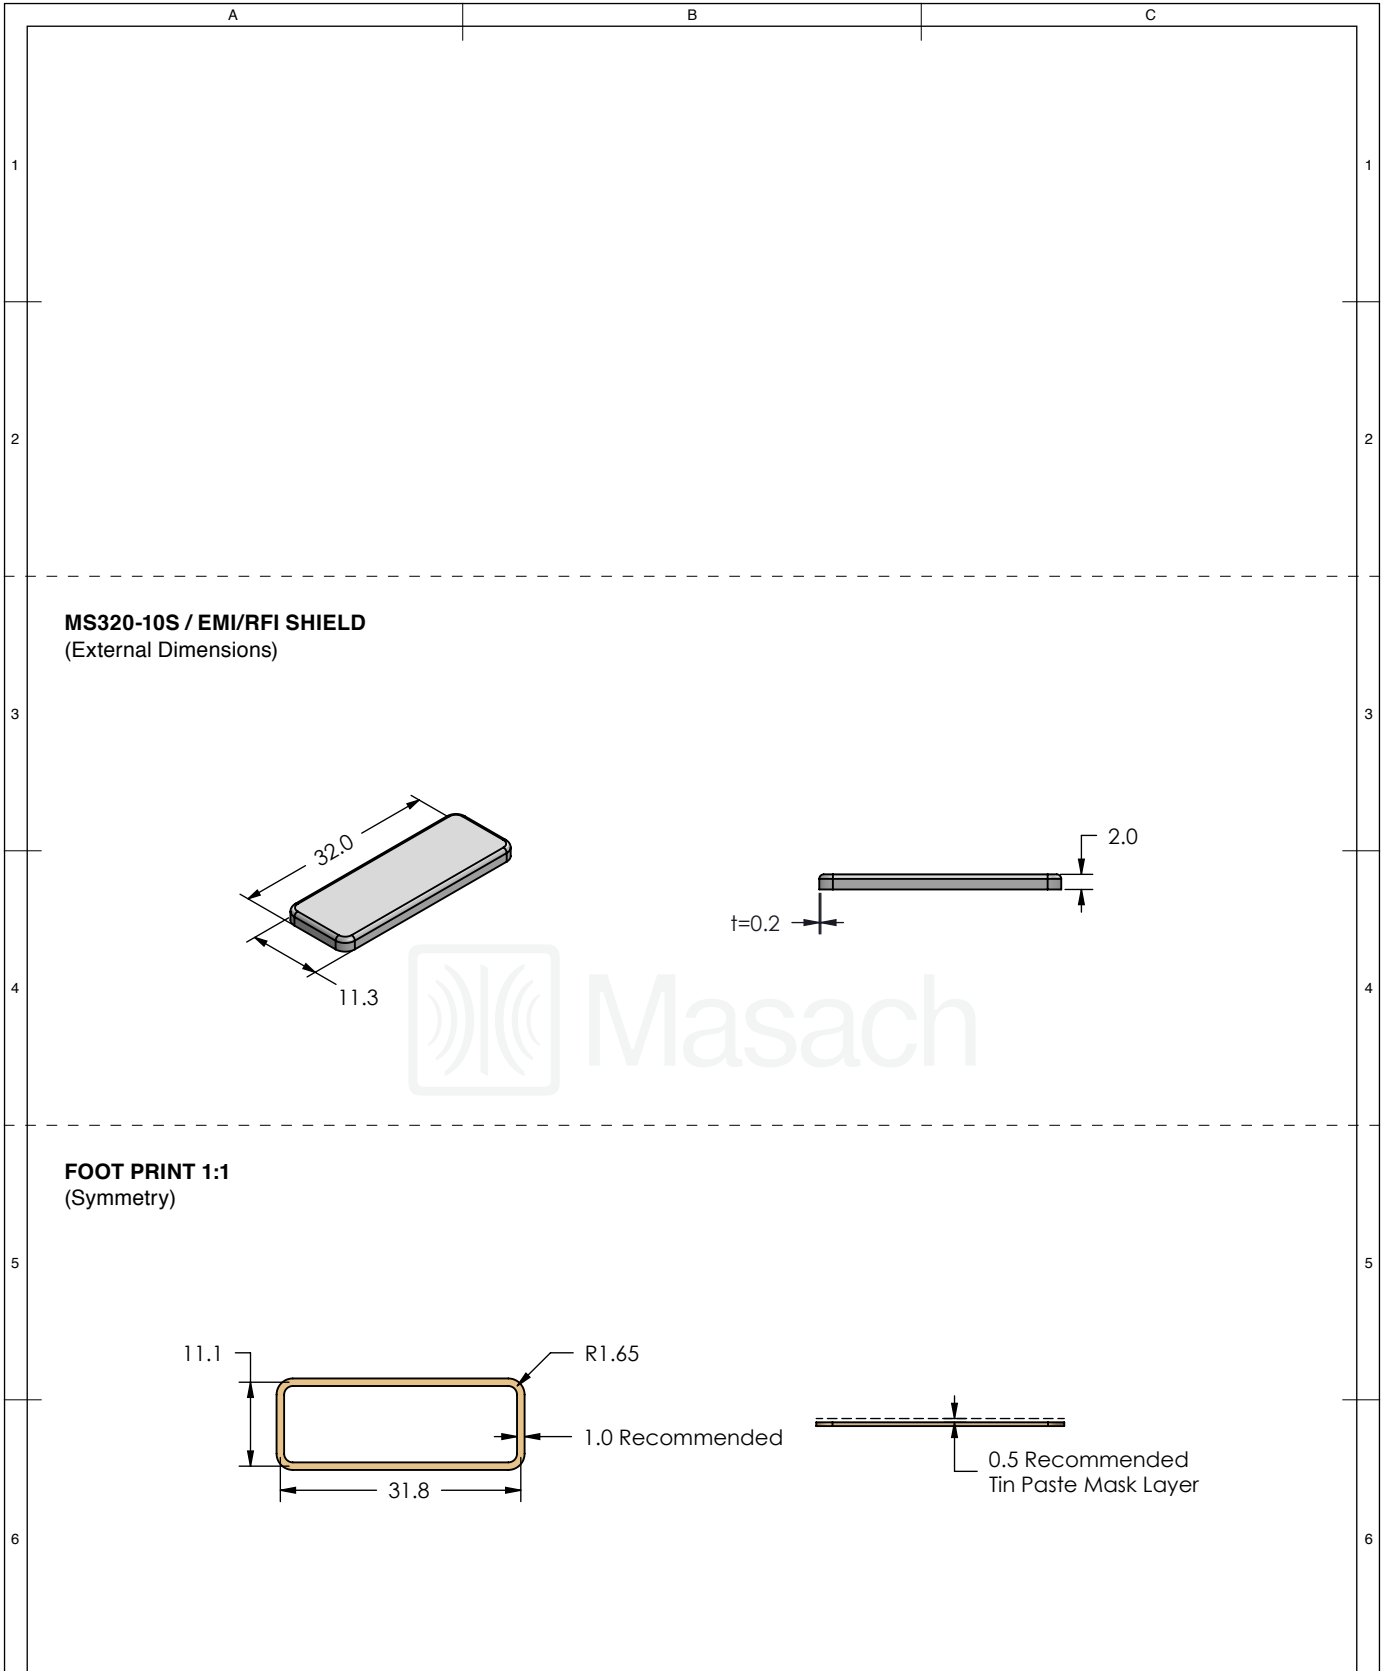 A
B
C
1
1
2
2
MS320-10S / EMI/RFI SHIELD
(External Dimensions)
3
3
32.0
2.0
t=0.2
11.3
4
4
Masach
FOOT PRINT 1:1
(Symmetry)
5
5
11.1
R1.65
1.0 Recommended
0.5 Recommended
Tin Paste Mask Layer
31.8
6
6